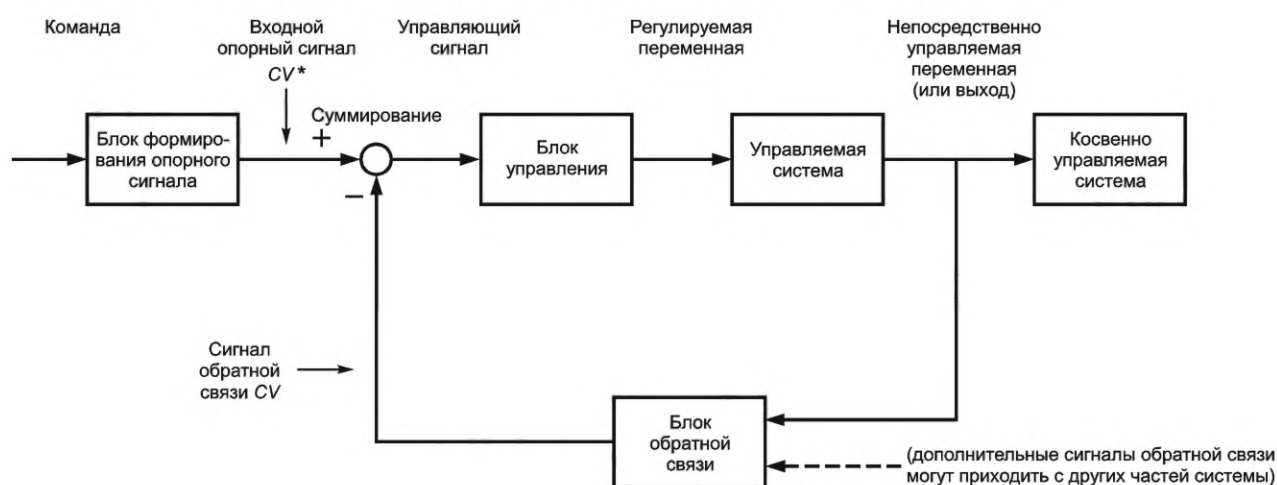 Команда
Входной
опорный сигнал
CV*
Управляющий
сигнал
Регулируемая
переменная
Непосредственно
управляемая
переменная
(или выход)
Суммирование
+
−
Блок формиро-
вания опорного
сигнала
Блок
управления
Управляемая
система
Косвенно
управляемая
система
Сигнал
обратной
связи CV
Блок
обратной
связи
(дополнительные сигналы обратной связи
могут приходить с других частей системы)